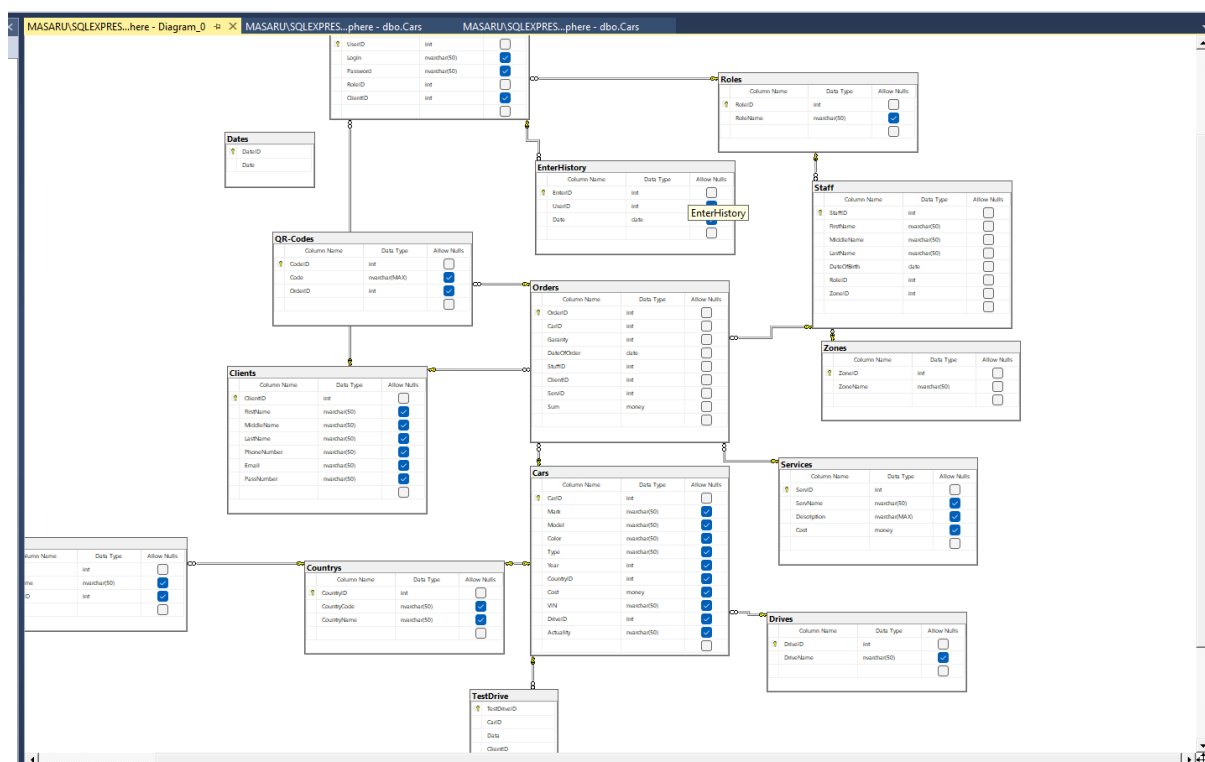 MASARU\SQLEXPRES...here - Diagram_0
MASARU\SQLEXPRES...phere - dbo.Cars
MASARU\SQLEXPRES...phere - dbo.Cars
UserID int
Login nvarchar(50)
Password nvarchar(50)
RoleID int
ClientID int
Roles
Column Name Data Type Allow Nulls
RoleID int
RoleName nvarchar(50)
Dates
DateID
Date
EnterHistory
Column Name Data Type Allow Nulls
EnterID int
UserID int
Date date
EnterHistory
Staff
Column Name Data Type Allow Nulls
StaffID int
FirstName nvarchar(50)
MiddleName nvarchar(50)
LastName nvarchar(50)
DateOfBirth date
RoleID int
ZoneID int
QR-Codes
Column Name Data Type Allow Nulls
CodeID int
Code nvarchar(MAX)
OrderID int
Orders
Column Name Data Type Allow Nulls
OrderID int
CarID int
Garanty int
DateOfOrder date
StuffID int
ClientID int
ServID int
Sum money
Zones
Column Name Data Type Allow Nulls
ZoneID int
ZoneName nvarchar(50)
Clients
Column Name Data Type Allow Nulls
ClientID int
FirstName nvarchar(50)
MiddleName nvarchar(50)
LastName nvarchar(50)
PhoneNumber nvarchar(50)
Email nvarchar(50)
PassNumber nvarchar(50)
Services
Column Name Data Type Allow Nulls
ServID int
ServName nvarchar(50)
Description nvarchar(MAX)
Cost money
Cars
Column Name Data Type Allow Nulls
CarID int
Mark nvarchar(50)
Model nvarchar(50)
Color nvarchar(50)
Type nvarchar(50)
Year int
CountryID int
Cost money
VIN nvarchar(50)
DriveID int
Actuality nvarchar(50)
Name Data Type Allow Nulls
int
nvarchar(50)
int
Countrys
Column Name Data Type Allow Nulls
CountryID int
CountryCode nvarchar(50)
CountryName nvarchar(50)
Drives
Column Name Data Type Allow Nulls
DriveID int
DriveName nvarchar(50)
TestDrive
TestDriveID
CarID
Data
ClientID